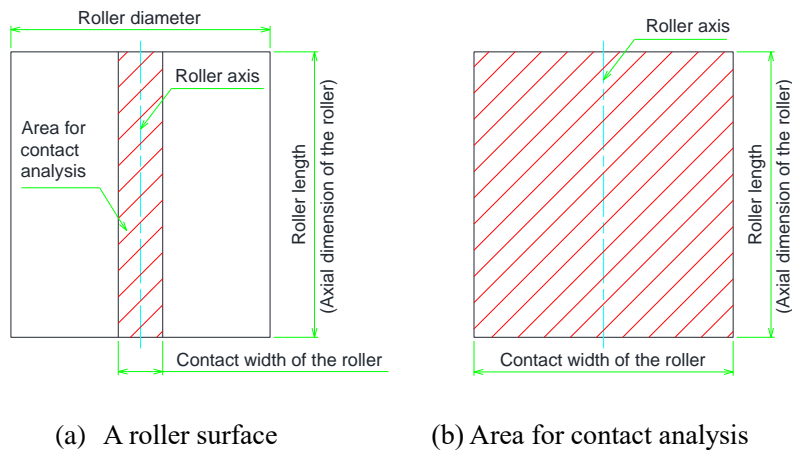 Roller diameter
Roller axis
Area for
contact
analysis
Roller length
(Axial dimension of the roller)
Contact width of the roller
(a) A roller surface
Roller axis
Roller length
(Axial dimension of the roller)
Contact width of the roller
(b) Area for contact analysis